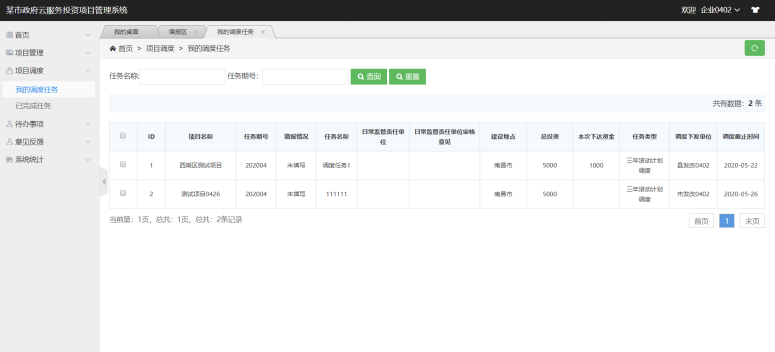 某市政府云服务投资项目管理系统
欢迎 企业0402
首页
项目管理
项目调度
我的调度任务
已完成任务
待办事项
意见反馈
系统统计
我的桌面 填报区 我的调度任务
首页 > 项目调度 > 我的调度任务
任务名称: 任务期号: 查询 重置
共有数据: 2 条
ID 项目名称 任务期号 填报情况 任务名称 日常监管责任单位 日常监管责任单位审核意见 建设地点 总投资 本次下达资金 任务类型 调度下发单位 调度截止时间
1 西南区测试项目 202004 未填写 调度任务1 南昌市 5000 1000 三年滚动计划调度 县发改0402 2020-05-22
2 测试项目0426 202004 未填写 111111 南昌市 5000 三年滚动计划调度 市发改0402 2020-05-26
当前第: 1页, 总共: 1页, 总共: 2条记录
首页 1 末页